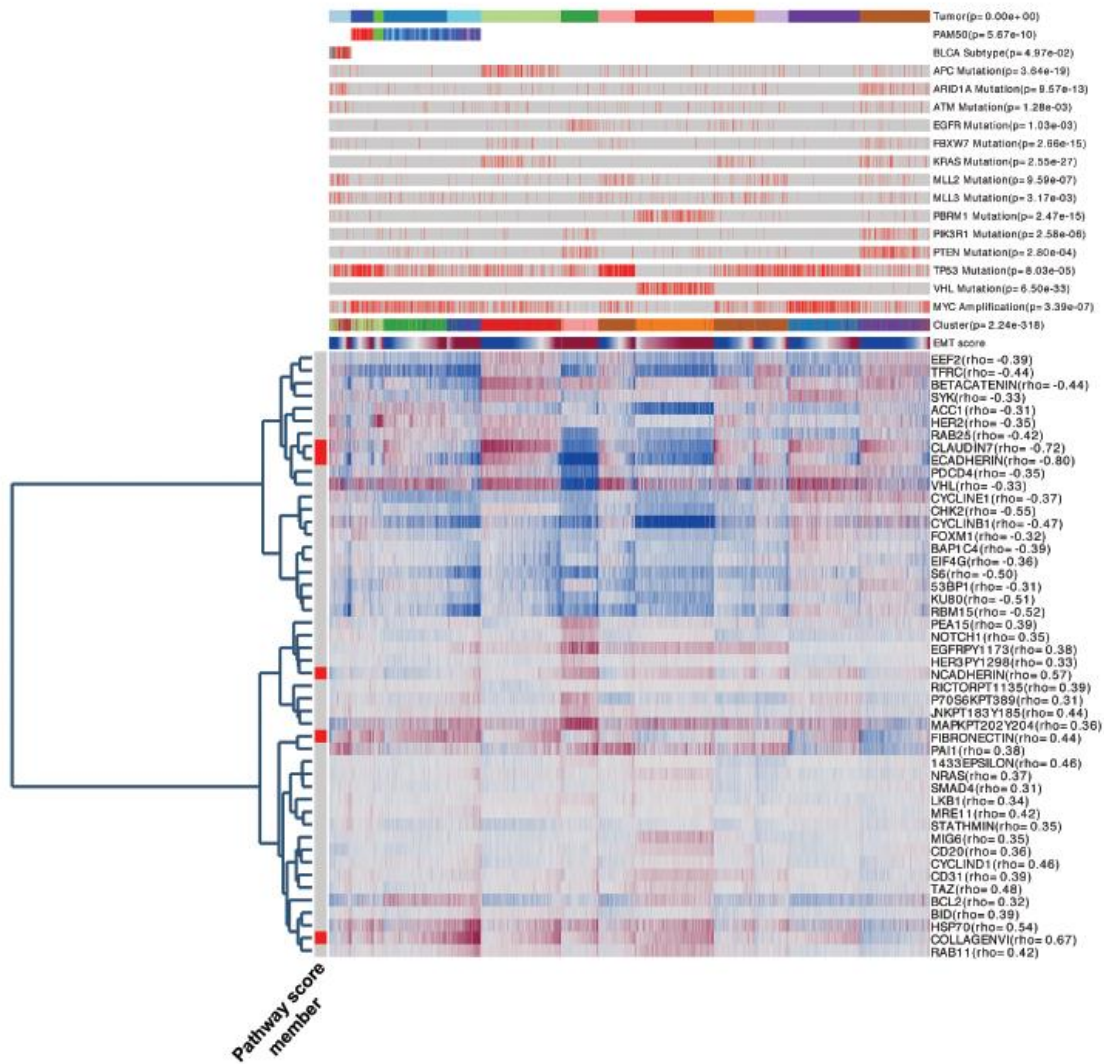 Tumor(p= 0.00e+00)
PAM50(p= 5.67e-10)
BLCA Subtype(p= 4.97e-02)
APC Mutation(p= 3.64e-19)
ARID1A Mutation(p= 9.57e-13)
ATM Mutation(p= 1.28e-03)
EGFR Mutation(p= 1.03e-03)
FBXW7 Mutation(p= 2.66e-15)
KRAS Mutation(p= 2.55e-27)
MLL2 Mutation(p= 9.59e-07)
MLL3 Mutation(p= 3.17e-03)
PBRM1 Mutation(p= 2.47e-15)
PIK3R1 Mutation(p= 2.58e-06)
PTEN Mutation(p= 2.80e-04)
TP53 Mutation(p= 8.03e-05)
VHL Mutation(p= 6.50e-33)
MYC Amplification(p= 3.39e-07)
Cluster(p= 2.24e-318)
EMT score
EEF2(rho= -0.39)
TFRC(rho= -0.44)
BETACATENIN(rho= -0.44)
SYK(rho= -0.33)
ACC1(rho= -0.31)
HER2(rho= -0.35)
RAB25(rho= -0.42)
CLAUDIN7(rho= -0.72)
ECADHERIN(rho= -0.80)
PDCD4(rho= -0.35)
VHL(rho= -0.33)
CYCLINE1(rho= -0.37)
CHK2(rho= -0.55)
CYCLINB1(rho= -0.47)
FOXM1(rho= -0.32)
BAP1C4(rho= -0.39)
EIF4G(rho= -0.36)
S6(rho= -0.50)
53BP1(rho= -0.31)
KU80(rho= -0.51)
RBM15(rho= -0.52)
PEA15(rho= 0.39)
NOTCH1(rho= 0.35)
EGFRPY1173(rho= 0.38)
HER3PY1298(rho= 0.33)
NCADHERIN(rho= 0.57)
RICTORPT1135(rho= 0.39)
P70S6KPT389(rho= 0.31)
JNKPT183Y185(rho= 0.44)
MAPKPT202Y204(rho= 0.36)
FIBRONECTIN(rho= 0.44)
PAI1(rho= 0.38)
1433EPSILON(rho= 0.46)
NRAS(rho= 0.37)
SMAD4(rho= 0.31)
LKB1(rho= 0.34)
MRE11(rho= 0.42)
STATHMIN(rho= 0.35)
MIG6(rho= 0.35)
CD20(rho= 0.36)
CYCLIND1(rho= 0.46)
CD31(rho= 0.39)
TAZ(rho= 0.48)
BCL2(rho= 0.32)
BID(rho= 0.39)
HSP70(rho= 0.54)
COLLAGENVI(rho= 0.67)
RAB11(rho= 0.42)
Pathway score
member